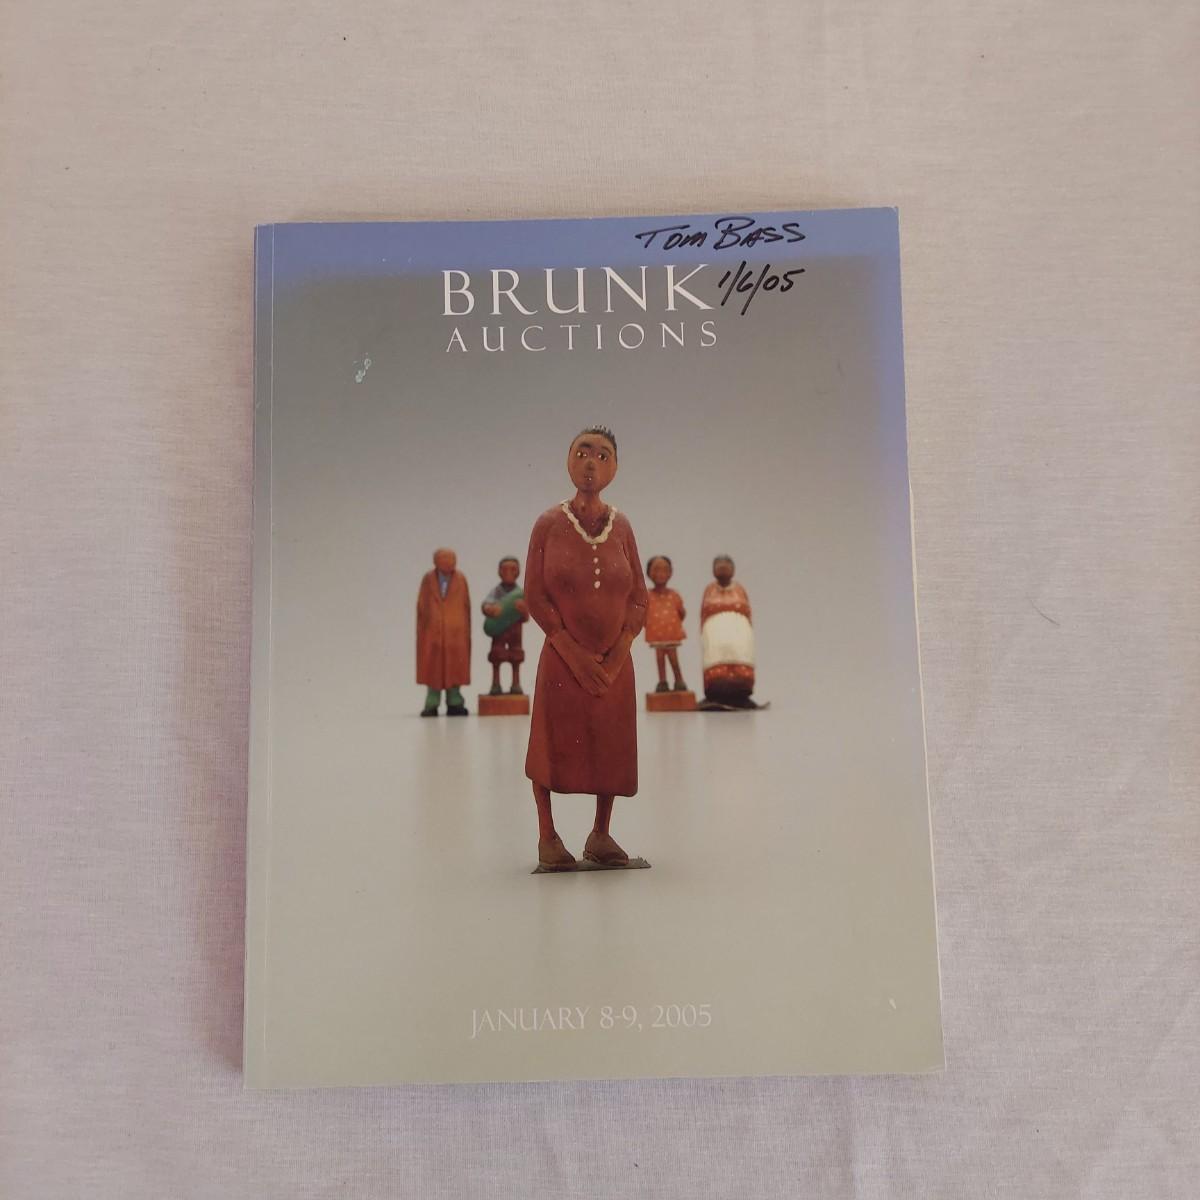 Tom Bass
1/6/05
BRUNK
AUCTIONS
JANUARY 8-9, 2005